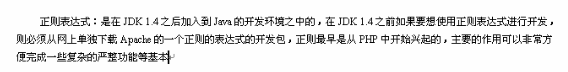 正则表达式：是在 JDK 1.4 之后加入到 Java 的开发环境之中的，在 JDK 1.4 之前如果要想使用正则表达式进行开发，
则必须从网上单独下载 Apache 的一个正则的表达式的开发包，正则最早是从 PHP 中开始兴起的，主要的作用可以非常方
便完成一些复杂的严整功能等基本